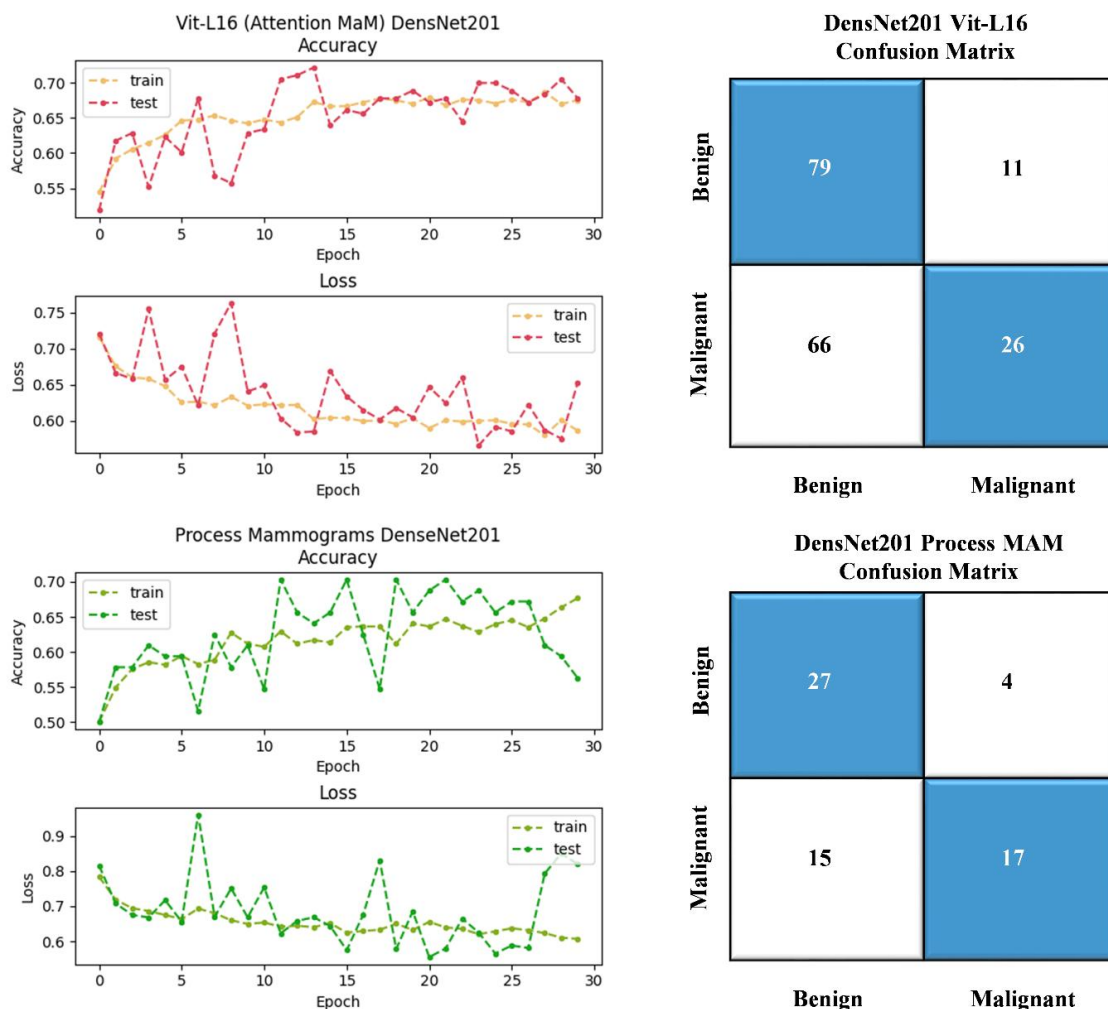 Vit-L16 (Attention MaM) DensNet201
Accuracy
train
test
0.70
0.65
0.60
0.55
Accuracy
0 5 10 15 20 25 30
Epoch
Loss
train
test
0.75
0.70
0.65
0.60
Loss
0 5 10 15 20 25 30
Epoch
DensNet201 Vit-L16
Confusion Matrix
Benign
79 11
Malignant
66 26
Benign Malignant
Process Mammograms DenseNet201
Accuracy
train
test
0.70
0.65
0.60
0.55
0.50
Accuracy
0 5 10 15 20 25 30
Epoch
Loss
train
test
0.9
0.8
0.7
0.6
Loss
0 5 10 15 20 25 30
Epoch
DensNet201 Process MAM
Confusion Matrix
Benign
27 4
Malignant
15 17
Benign Malignant